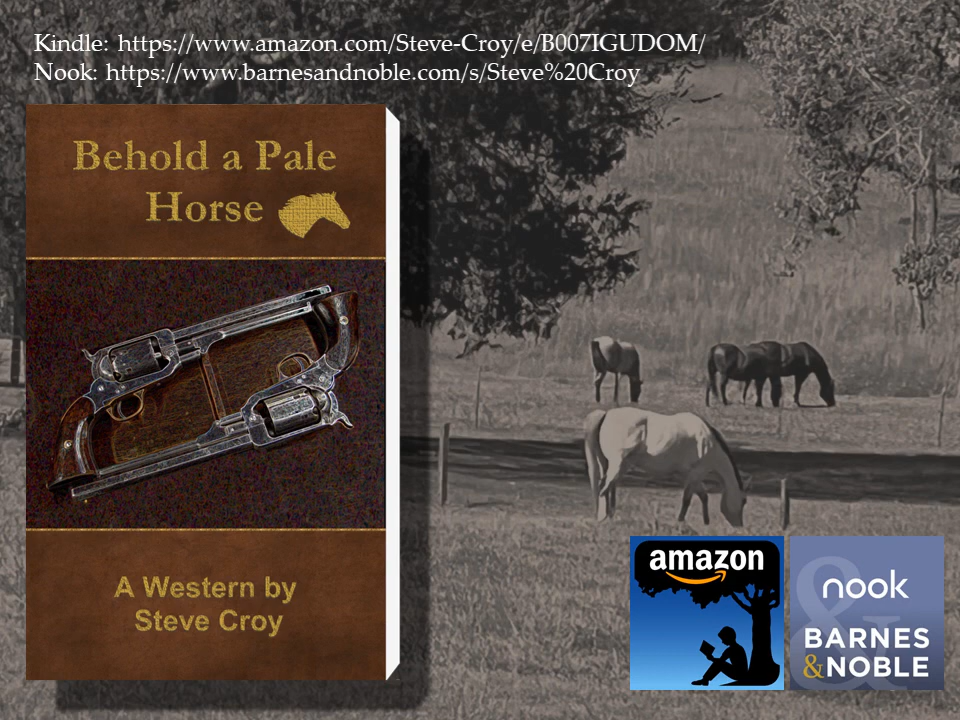 Kindle: https://www.amazon.com/Steve-Croy/e/B007IGUDOM/
Nook: https://www.barnesandnoble.com/s/Steve%20Croy
Behold a Pale
Horse
A Western by
Steve Croy
amazon
nook
&
BARNES
&NOBLE